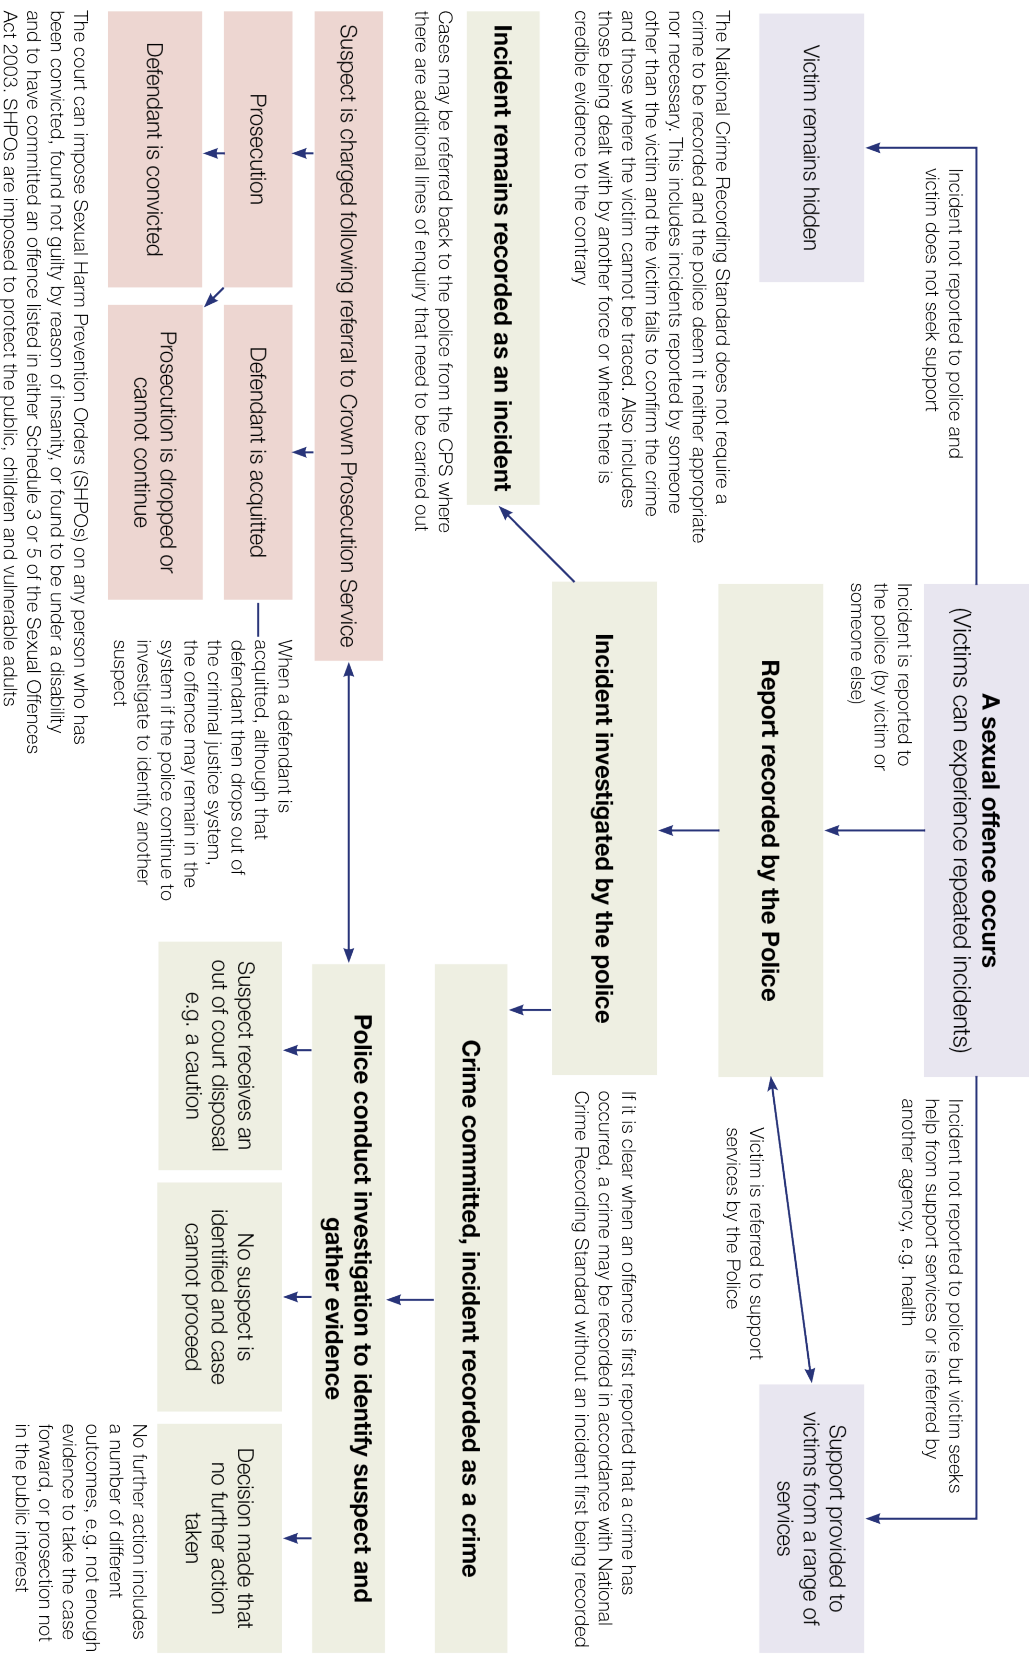 A sexual offence occurs
(Victims can experience repeated incidents)
Incident not reported to police and
victim does not seek support
Incident is reported to
the police (by victim or
someone else)
Incident not reported to police but victim seeks
help from support services or is referred by
another agency, e.g. health
Victim remains hidden
Report recorded by the Police
Support provided to
victims from a range of
services
Victim is referred to support
services by the Police
The National Crime Recording Standard does not require a
crime to be recorded and the police deem it neither appropriate
nor necessary. This includes incidents reported by someone
other than the victim and the victim fails to confirm the crime
and those where the victim cannot be traced. Also includes
those being dealt with by another force or where there is
credible evidence to the contrary
Incident investigated by the police
If it is clear when an offence is first reported that a crime has
occurred, a crime may be recorded in accordance with National
Crime Recording Standard without an incident first being recorded
Incident remains recorded as an incident
Crime committed, incident recorded as a crime
Cases may be referred back to the police from the CPS where
there are additional lines of enquiry that need to be carried out
Suspect is charged following referral to Crown Prosecution Service
Police conduct investigation to identify suspect and
gather evidence
Prosecution
Defendant is acquitted
When a defendant is
acquitted, although that
defendant then drops out of
the criminal justice system,
the offence may remain in the
system if the police continue to
investigate to identify another
suspect
Suspect receives an
out of court disposal
e.g. a caution
No suspect is
identified and case
cannot proceed
Decision made that
no further action
taken
Defendant is convicted
Prosecution is dropped or
cannot continue
No further action includes
a number of different
outcomes, e.g. not enough
evidence to take the case
forward, or prosection not
in the public interest
The court can impose Sexual Harm Prevention Orders (SHPOs) on any person who has
been convicted, found not guilty by reason of insanity, or found to be under a disability
and to have committed an offence listed in either Schedule 3 or 5 of the Sexual Offences
Act 2003. SHPOs are imposed to protect the public, children and vulnerable adults